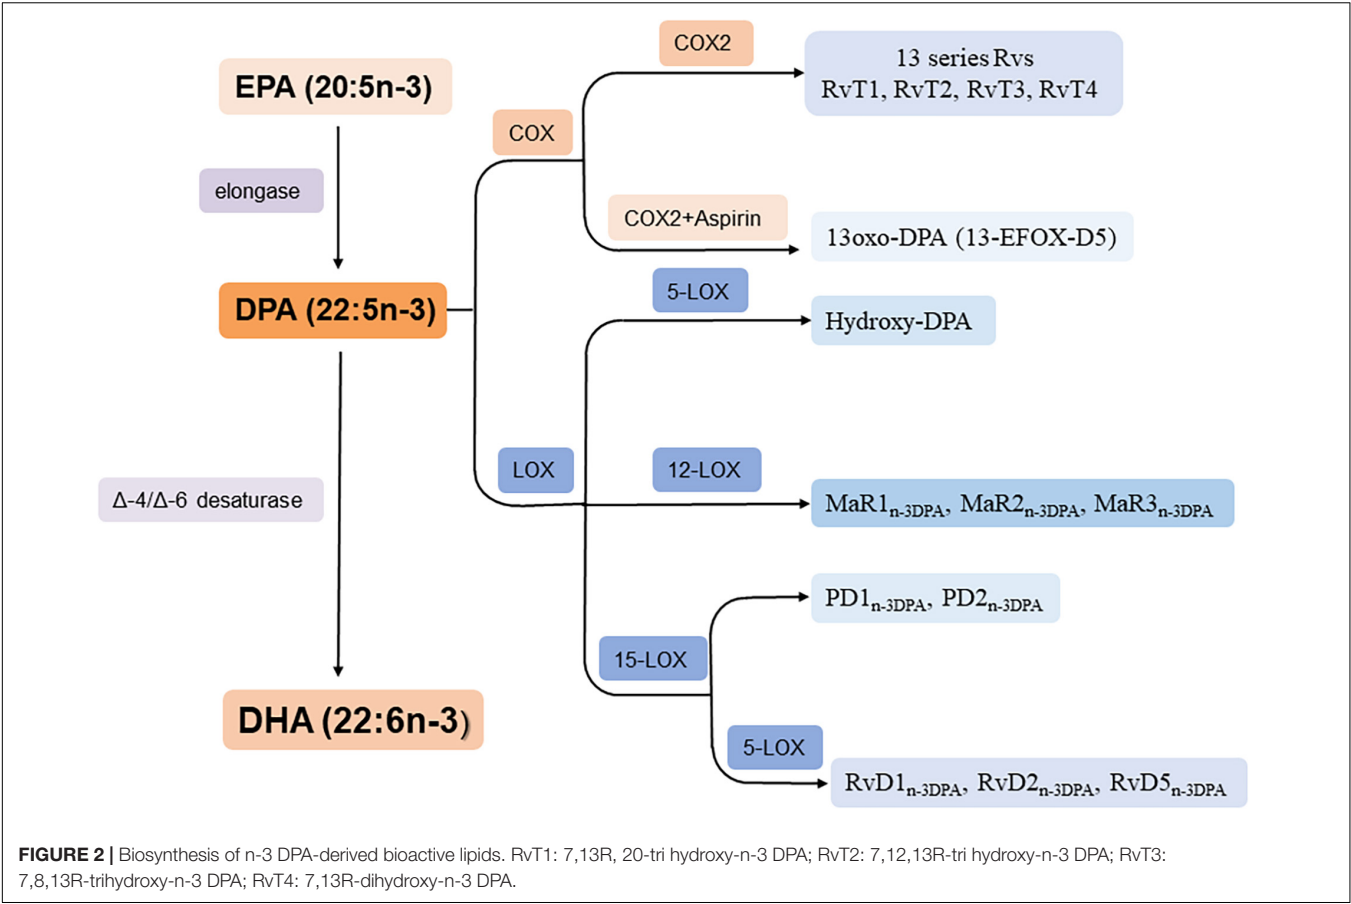 EPA (20:5n-3)
elongase
DPA (22:5n-3)
Δ-4/Δ-6 desaturase
DHA (22:6n-3)
COX
COX2
13 series Rvs
RvT1, RvT2, RvT3, RvT4
COX2+Aspirin
13oxo-DPA (13-EFOX-D5)
LOX
5-LOX
Hydroxy-DPA
12-LOX
MaR1n-3DPA, MaR2n-3DPA, MaR3n-3DPA
15-LOX
PD1n-3DPA, PD2n-3DPA
5-LOX
RvD1n-3DPA, RvD2n-3DPA, RvD5n-3DPA
FIGURE 2 | Biosynthesis of n-3 DPA-derived bioactive lipids. RvT1: 7,13R, 20-tri hydroxy-n-3 DPA; RvT2: 7,12,13R-tri hydroxy-n-3 DPA; RvT3:
7,8,13R-trihydroxy-n-3 DPA; RvT4: 7,13R-dihydroxy-n-3 DPA.